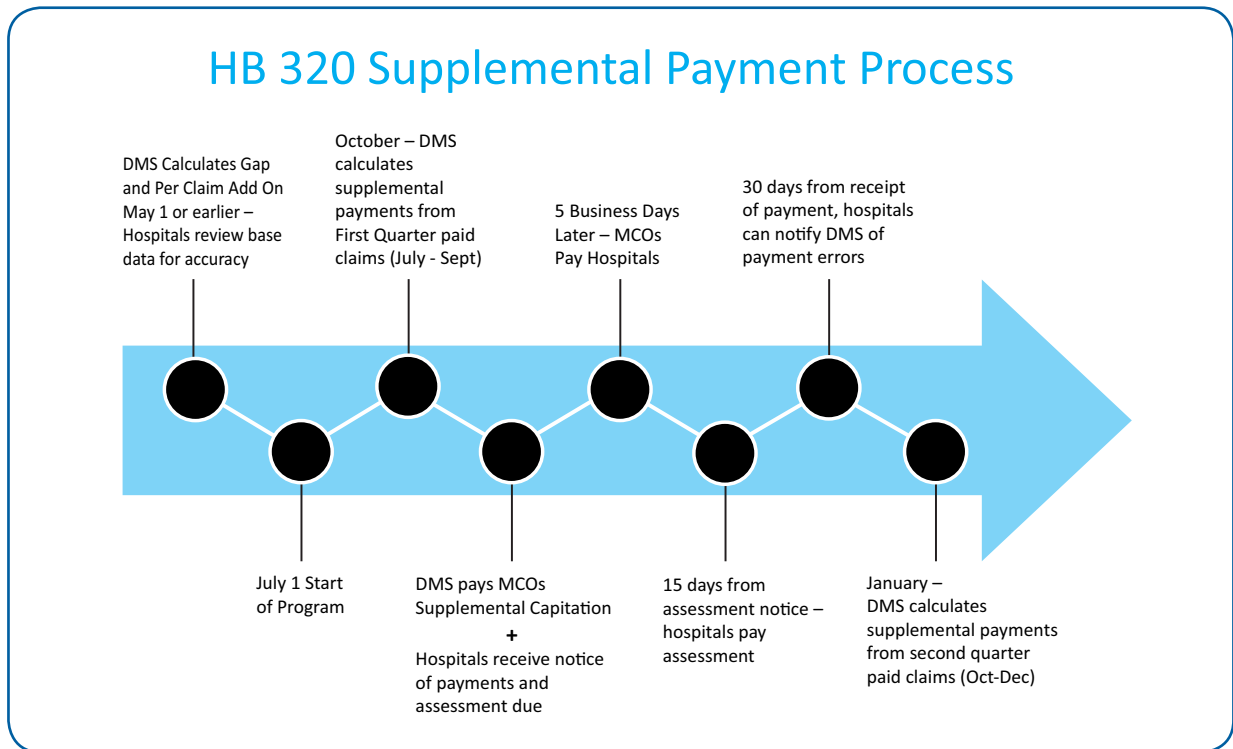 HB 320 Supplemental Payment Process
DMS Calculates Gap
and Per Claim Add On
May 1 or earlier –
Hospitals review base
data for accuracy
July 1 Start
of Program
October – DMS
calculates
supplemental
payments from
First Quarter paid
claims (July - Sept)
DMS pays MCOs
Supplemental Capitation
+
Hospitals receive notice
of payments and
assessment due
5 Business Days
Later – MCOs
Pay Hospitals
15 days from
assessment notice –
hospitals pay
assessment
30 days from receipt
of payment, hospitals
can notify DMS of
payment errors
January –
DMS calculates
supplemental payments
from second quarter
paid claims (Oct-Dec)